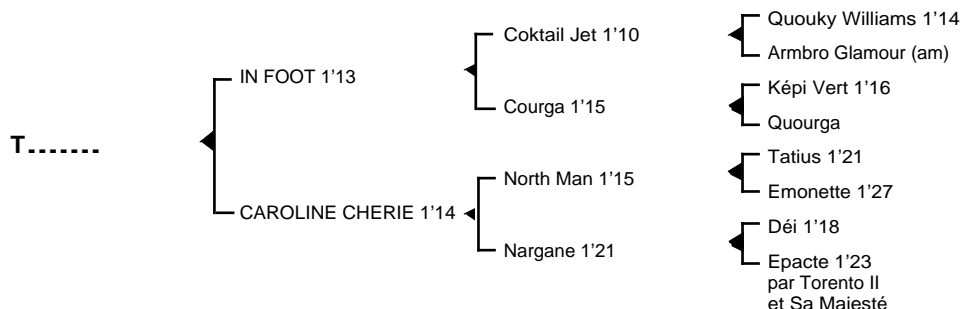 Quouky Williams 1’14
Coktail Jet 1’10
Armbro Glamour (am)
IN FOOT 1’13
Képi Vert 1’16
Courga 1’15
Quourga
T.......
Tatius 1’21
North Man 1’15
Emonette 1’27
CAROLINE CHERIE 1’14
Déi 1’18
Nargane 1’21
Epacte 1’23
par Torento II
et Sa Majesté